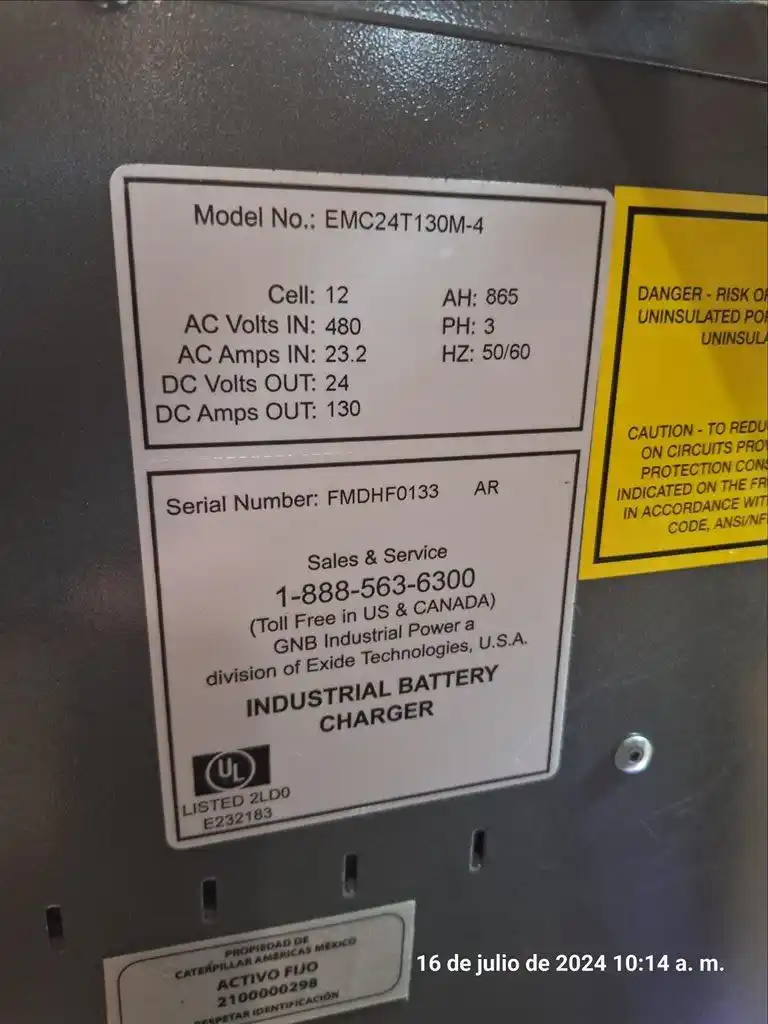 Model No.: EMC24T130M-4
Cell: 12 AH: 865
AC Volts IN: 480 PH: 3
AC Amps IN: 23.2 HZ: 50/60
DC Volts OUT: 24
DC Amps OUT: 130
Serial Number: FMDHF0133 AR
Sales & Service
1-888-563-6300
(Toll Free in US & CANADA)
GNB Industrial Power a
division of Exide Technologies, U.S.A.
INDUSTRIAL BATTERY
CHARGER
UL
LISTED 2LD0
E232183
DANGER - RISK
UNINSULATED
CAUTION - TO
ON CIRCUITS
PROTECTION
INDICATED ON THE
IN ACCORDANCE
CODE,
PROPIEDAD DE
CATERPILLAR AMERICAS MEXICO
ACTIVO FIJO
2100000298
RESPETAR IDENTIFICACIÓN
16 de julio de 2024 10:14 a. m.